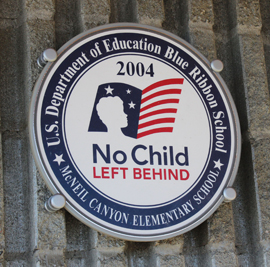 U.S. Department of Education Blue Ribbon School
2004
No Child
LEFT BEHIND
★ McNEIL CANYON ELEMENTARY SCHOOL ★